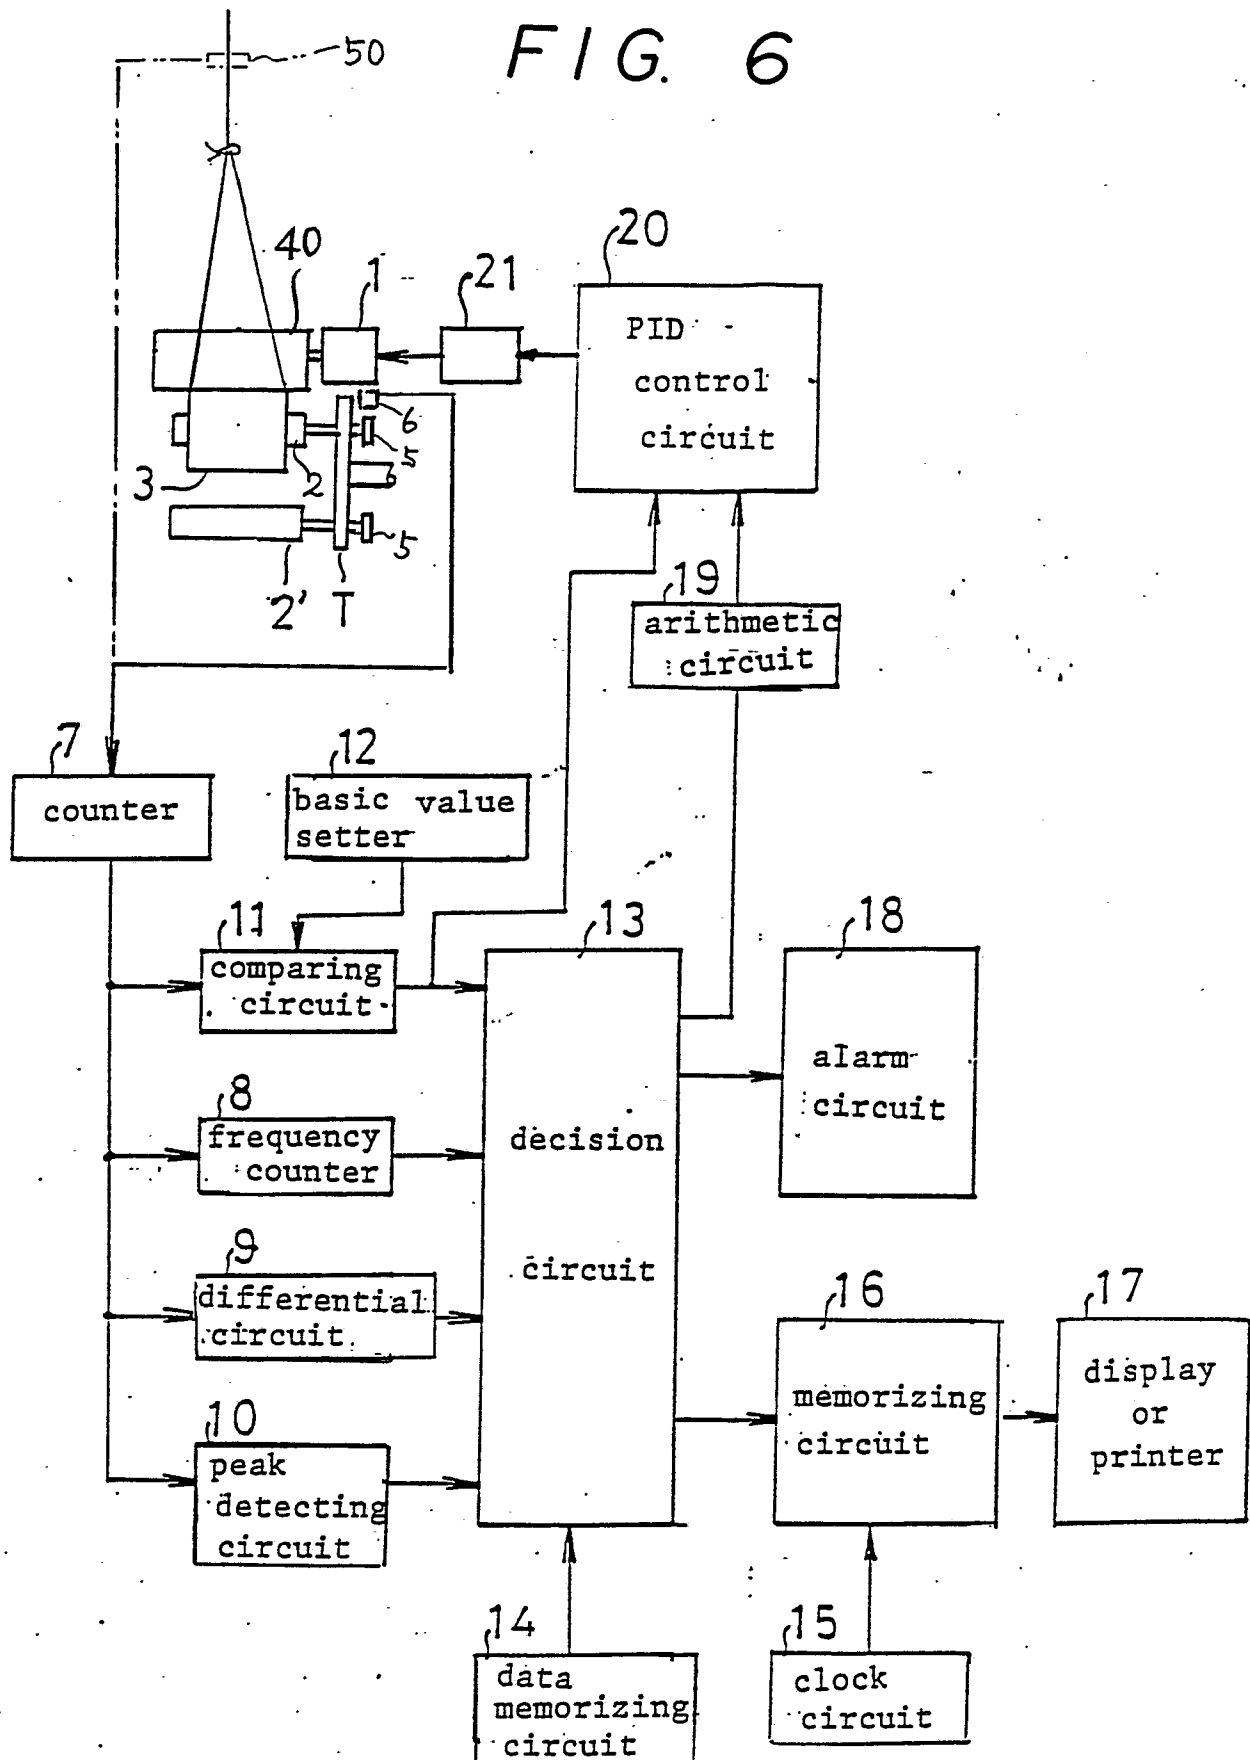 FIG. 6
50
40
1
21
20
PID
control
circuit
6
5
3
2
5
2'
T
19
arithmetic
circuit
7
counter
12
basic value
setter
11
comparing
circuit
13
decision
circuit
18
alarm
circuit
8
frequency
counter
9
differential
circuit
16
memorizing
circuit
17
display
or
printer
10
peak
detecting
circuit
14
data
memorizing
circuit
15
clock
circuit